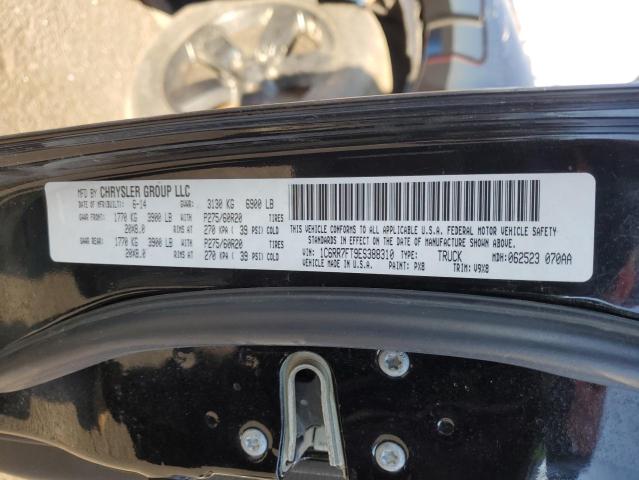 MFD BY CHRYSLER GROUP LLC
DATE OF MFR(BUILT): 6-14 GVWR: 3130 KG 6900 LB
GAWR FRONT: 1770 KG 3900 LB P275/60R20 TIRES
20X8.0 RIMS AT 270 KPA ( 39 PSI) COLD
GAWR REAR: 1770 KG 3900 LB WITH P275/60R20 TIRES
20X8.0 RIMS AT 270 KPA ( 39 PSI) COLD
THIS VEHICLE CONFORMS TO ALL APPLICABLE U.S.A. FEDERAL MOTOR VEHICLE SAFETY
STANDARDS IN EFFECT ON THE DATE OF MANUFACTURE SHOWN ABOVE.
VIN: 1C6RR7FT9ES388310 TYPE: TRUCK MDH: 062523 070AA
VEHICLE MADE IN U.S.A. PAINT: PX8 TRIM: V9X8